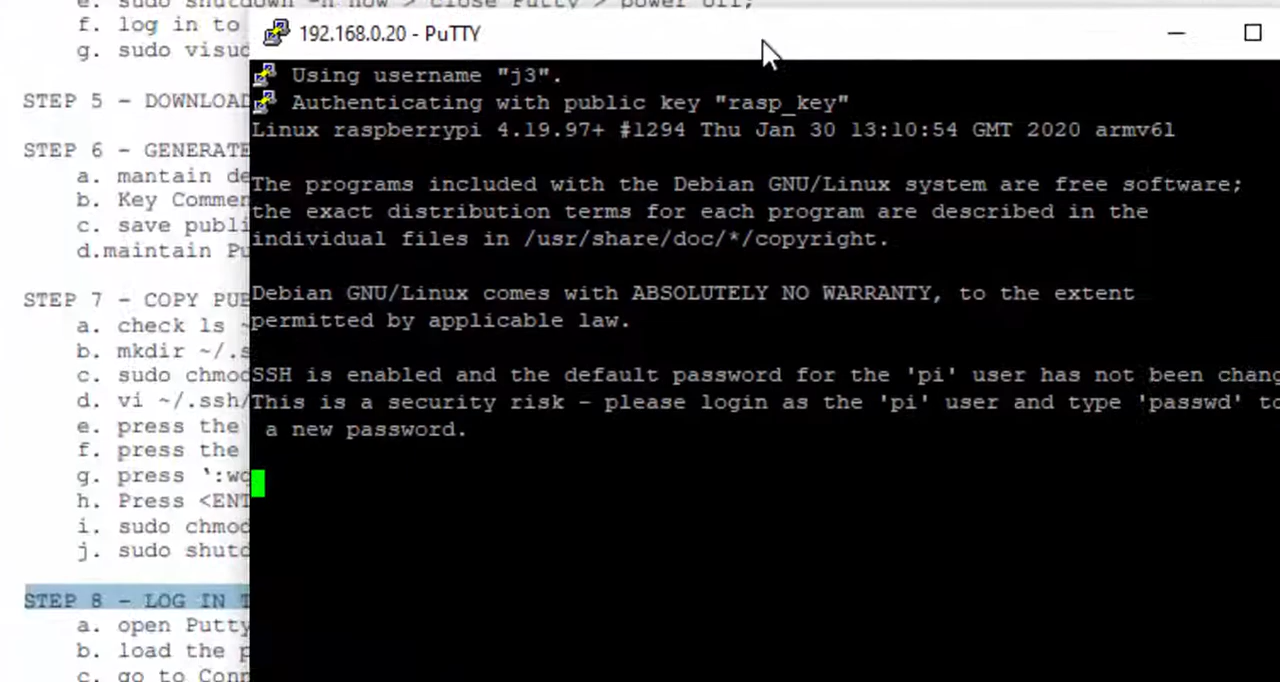 e. sudo shutdown -h now > close Putty > power off;
f. log in to
g. sudo visud
STEP 5 - DOWNLOAD
STEP 6 - GENERATE
a. mantain de
b. Key Commen
c. save publi
d.maintain Pu
STEP 7 - COPY PUB
a. check ls ~
b. mkdir ~/.s
c. sudo chmod
d. vi ~/.ssh/
e. press the
f. press the
g. press ‘:wq
h. Press <ENT
i. sudo chmod
j. sudo shutd
STEP 8 - LOG IN T
a. open Putty
b. load the p
c. go to Conn
192.168.0.20 - PuTTY
Using username "j3".
Authenticating with public key "rasp_key"
Linux raspberrypi 4.19.97+ #1294 Thu Jan 30 13:10:54 GMT 2020 armv6l
The programs included with the Debian GNU/Linux system are free software;
the exact distribution terms for each program are described in the
individual files in /usr/share/doc/*/copyright.
Debian GNU/Linux comes with ABSOLUTELY NO WARRANTY, to the extent
permitted by applicable law.
SSH is enabled and the default password for the 'pi' user has not been chang
This is a security risk - please login as the 'pi' user and type 'passwd' to
a new password.